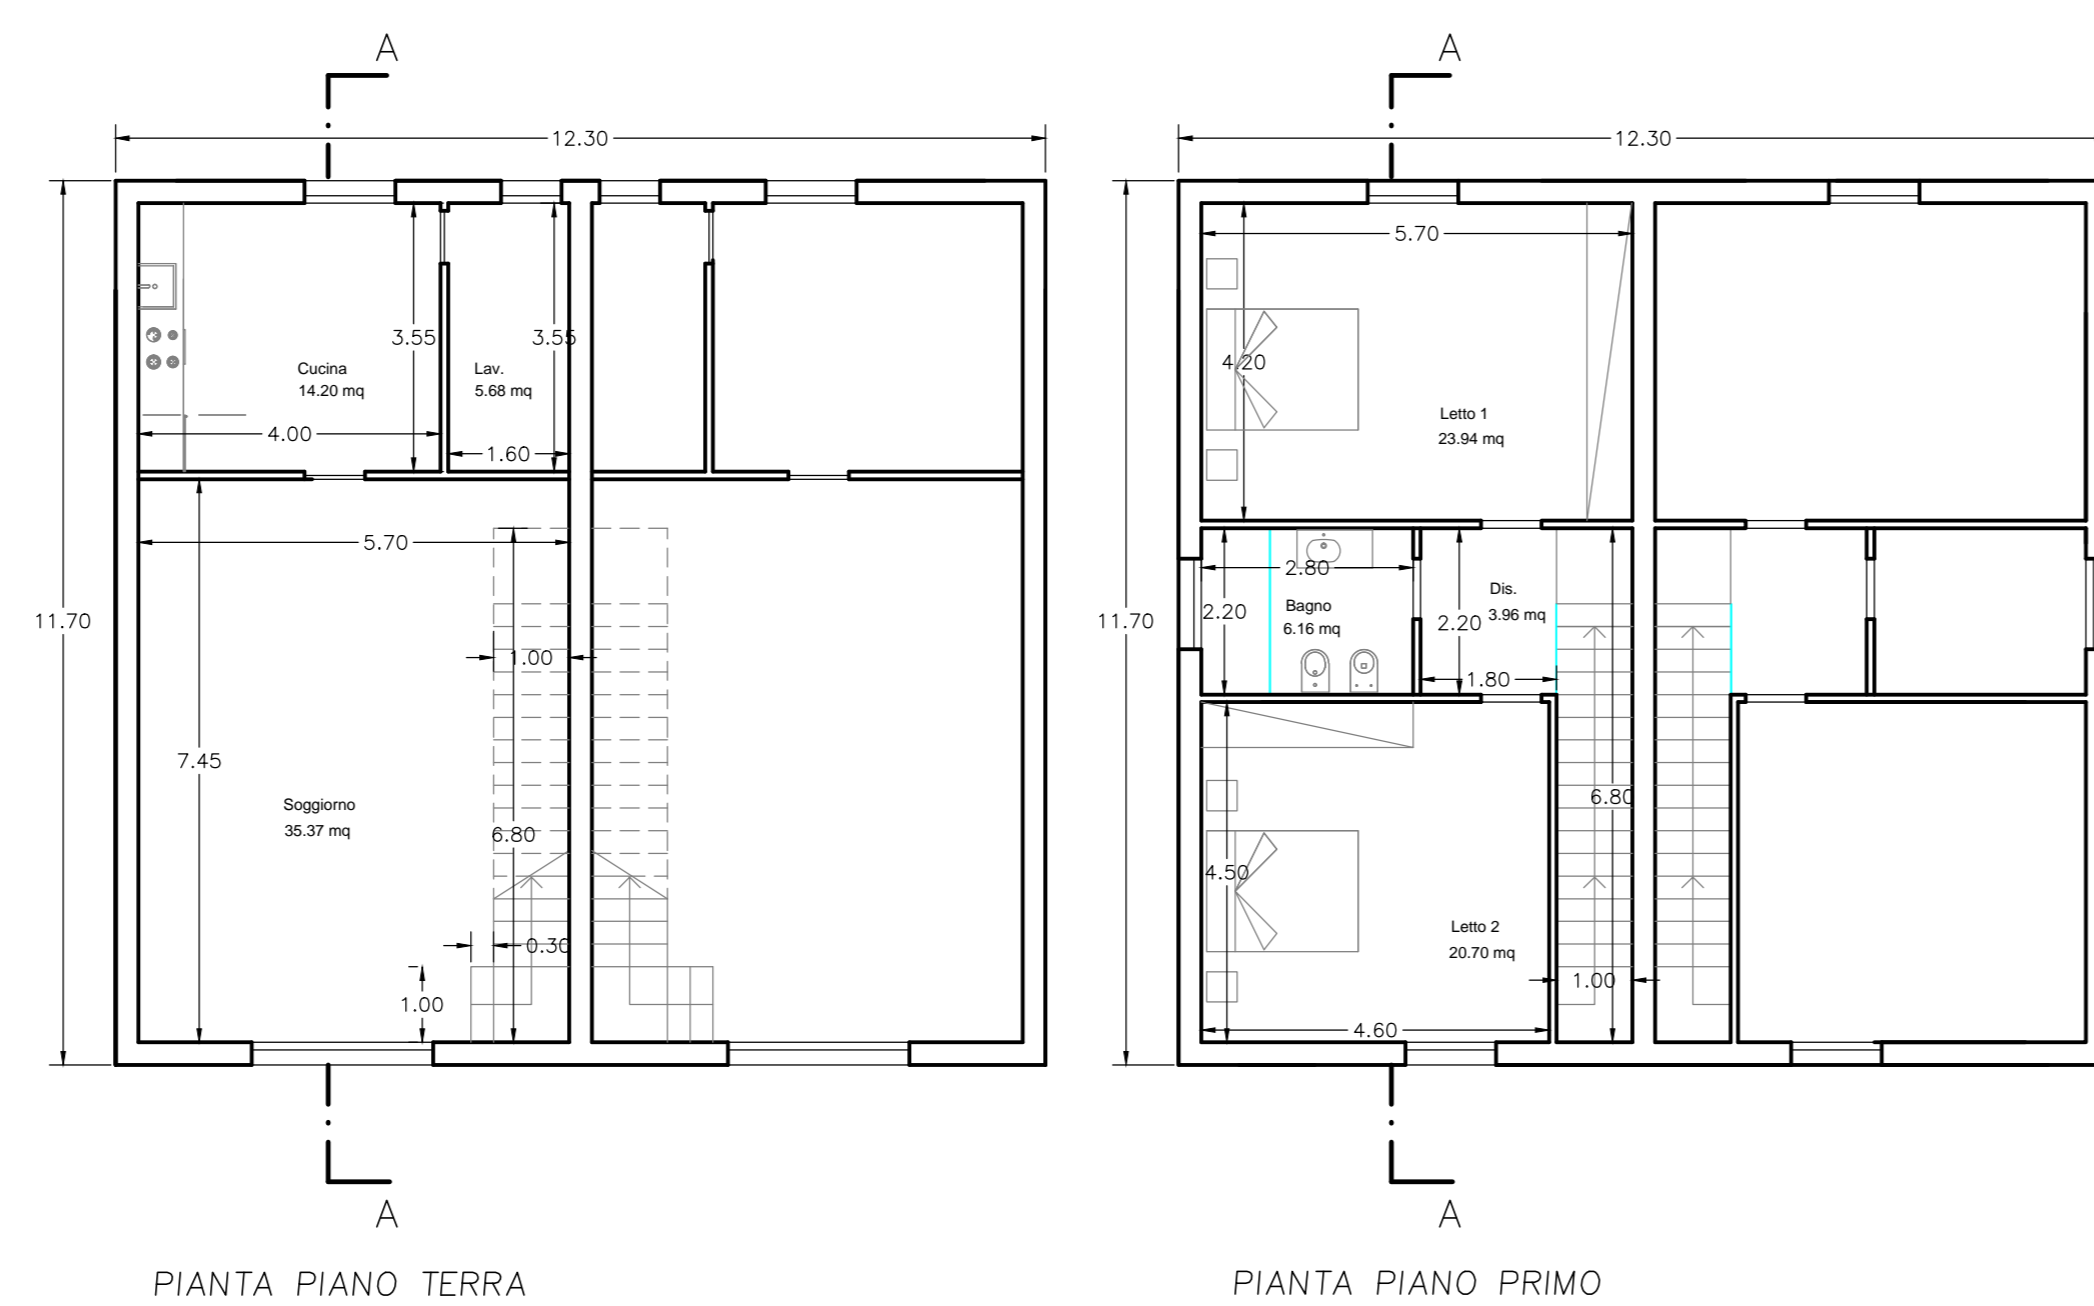 A
A
12.30
12.30
5.70
3.55
3.55
4.20
Cucina
14.20 mq
Lav.
5.68 mq
Letto 1
23.94 mq
4.00
1.60
5.70
2.80
11.70
11.70
2.20
Bagno
6.16 mq
Dis.
3.96 mq
2.20
1.00
1.80
7.45
Soggiorno
35.37 mq
6.80
6.80
4.50
Letto 2
20.70 mq
0.30
1.00
1.00
4.60
A
A
PIANTA PIANO TERRA
PIANTA PIANO PRIMO